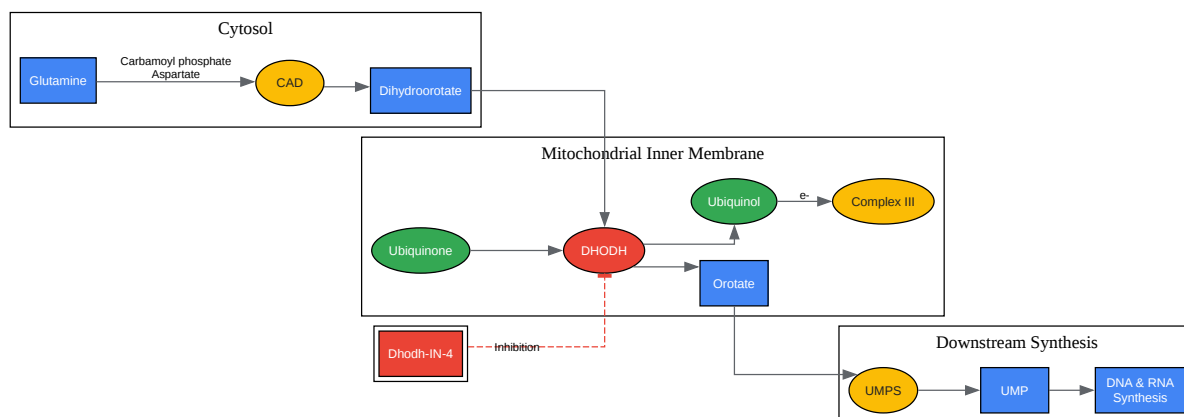 Cytosol
Glutamine
Carbamoyl phosphate
Aspartate
CAD
Dihydroorotate
Mitochondrial Inner Membrane
Ubiquinol
e-
Complex III
Ubiquinone
DHODH
Orotate
Dhodh-IN-4
Inhibition
Downstream Synthesis
UMPS
UMP
DNA & RNA
Synthesis